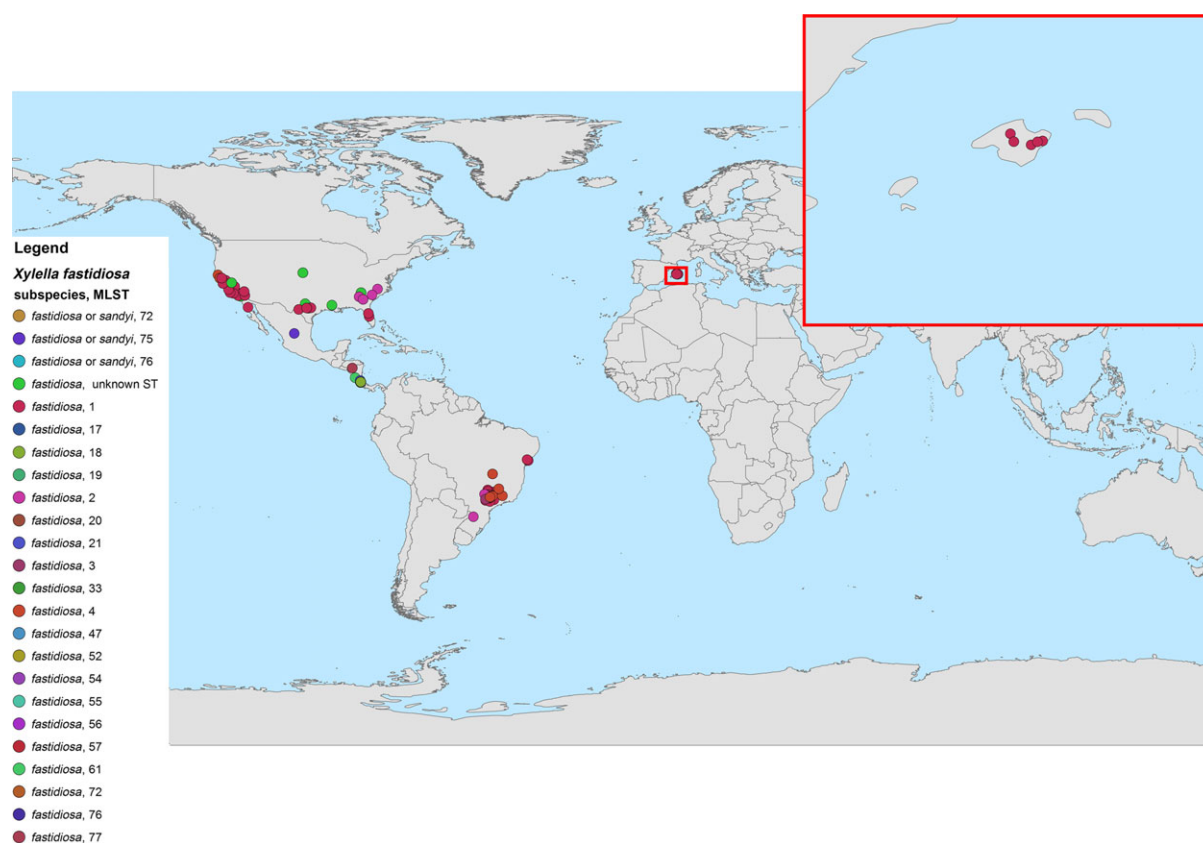 Legend
Xylella fastidiosa
subspecies, MLST
fastidiosa or sandyi, 72
fastidiosa or sandyi, 75
fastidiosa or sandyi, 76
fastidiosa, unknown ST
fastidiosa, 1
fastidiosa, 17
fastidiosa, 18
fastidiosa, 19
fastidiosa, 2
fastidiosa, 20
fastidiosa, 21
fastidiosa, 3
fastidiosa, 33
fastidiosa, 4
fastidiosa, 47
fastidiosa, 52
fastidiosa, 54
fastidiosa, 55
fastidiosa, 56
fastidiosa, 57
fastidiosa, 61
fastidiosa, 72
fastidiosa, 76
fastidiosa, 77